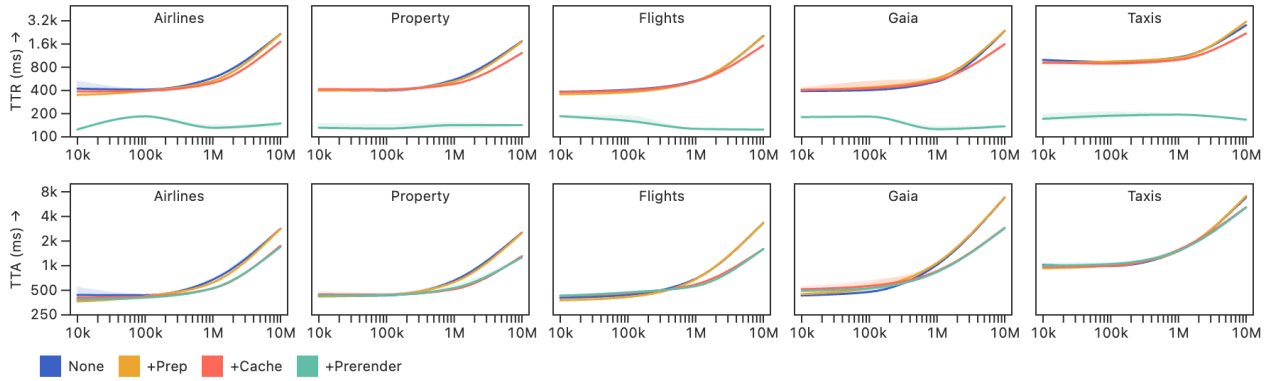 Airlines Property Flights Gaia Taxis
TTR (ms) →
3.2k
1.6k
800
400
200
100
10k 100k 1M 10M 10k 100k 1M 10M 10k 100k 1M 10M 10k 100k 1M 10M 10k 100k 1M 10M
Airlines Property Flights Gaia Taxis
TTA (ms) →
8k
4k
2k
1k
500
250
10k 100k 1M 10M 10k 100k 1M 10M 10k 100k 1M 10M 10k 100k 1M 10M 10k 100k 1M 10M
None +Prep +Cache +Prerender